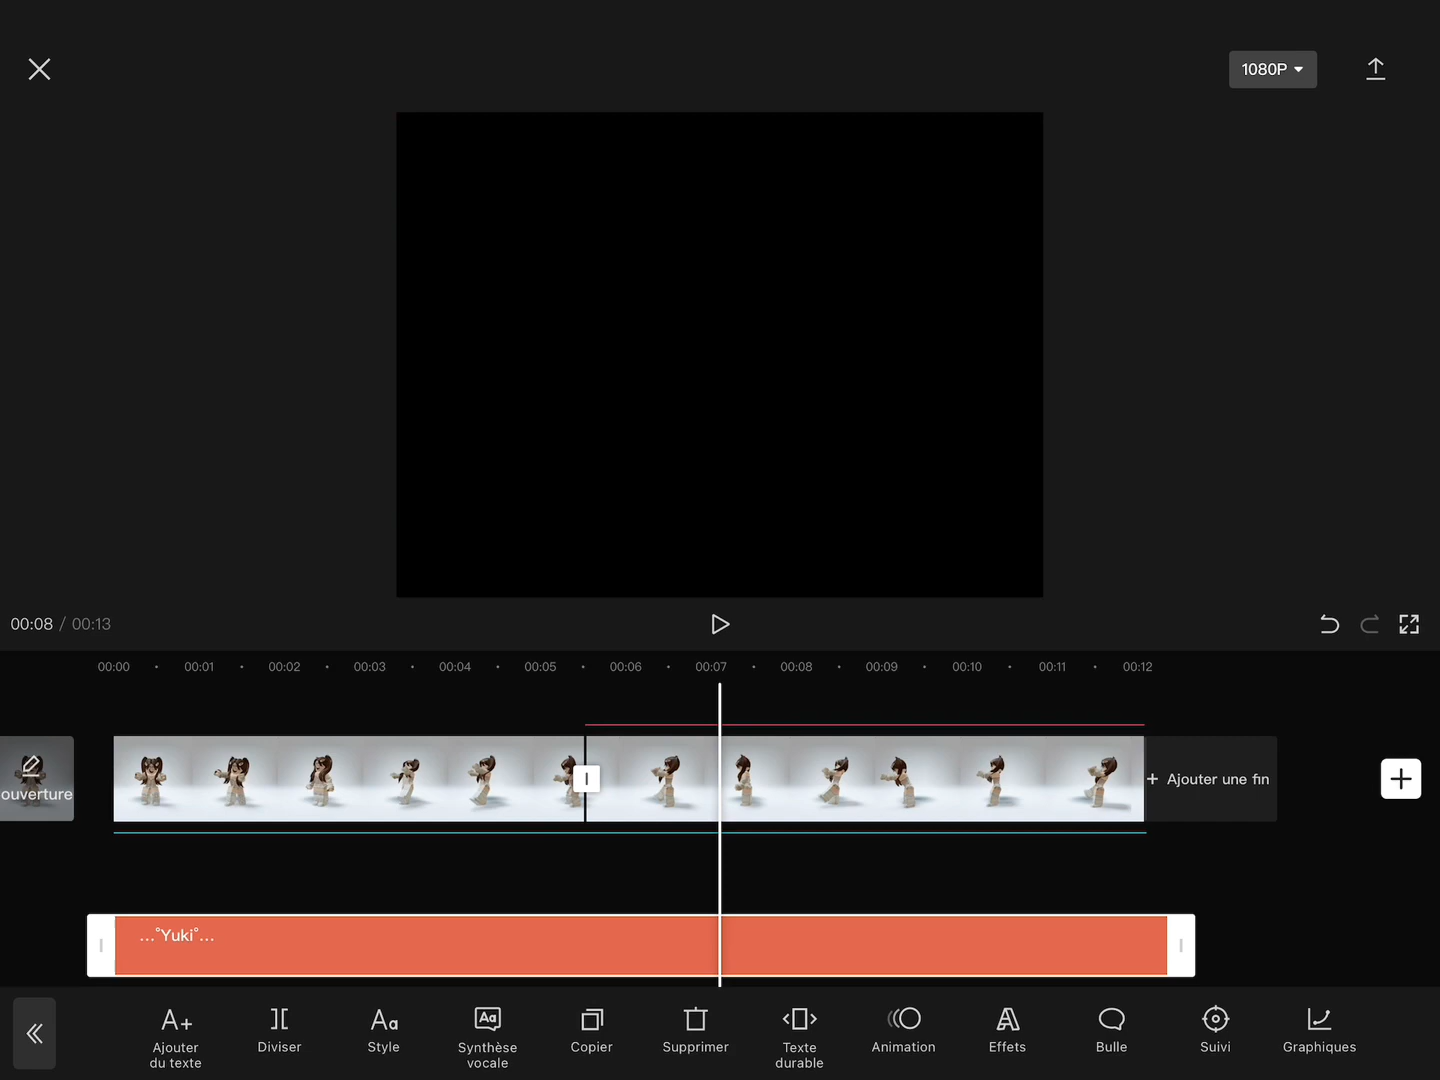 1080P
00:08 / 00:13
00:00 00:01 00:02 00:03 00:04 00:05 00:06 00:07 00:08 00:09 00:10 00:11 00:12
ouverture
+ Ajouter une fin
...°Yuki°...
Ajouter
du texte
Diviser
Style
Synthèse
vocale
Copier
Supprimer
Texte
durable
Animation
Effets
Bulle
Suivi
Graphiques